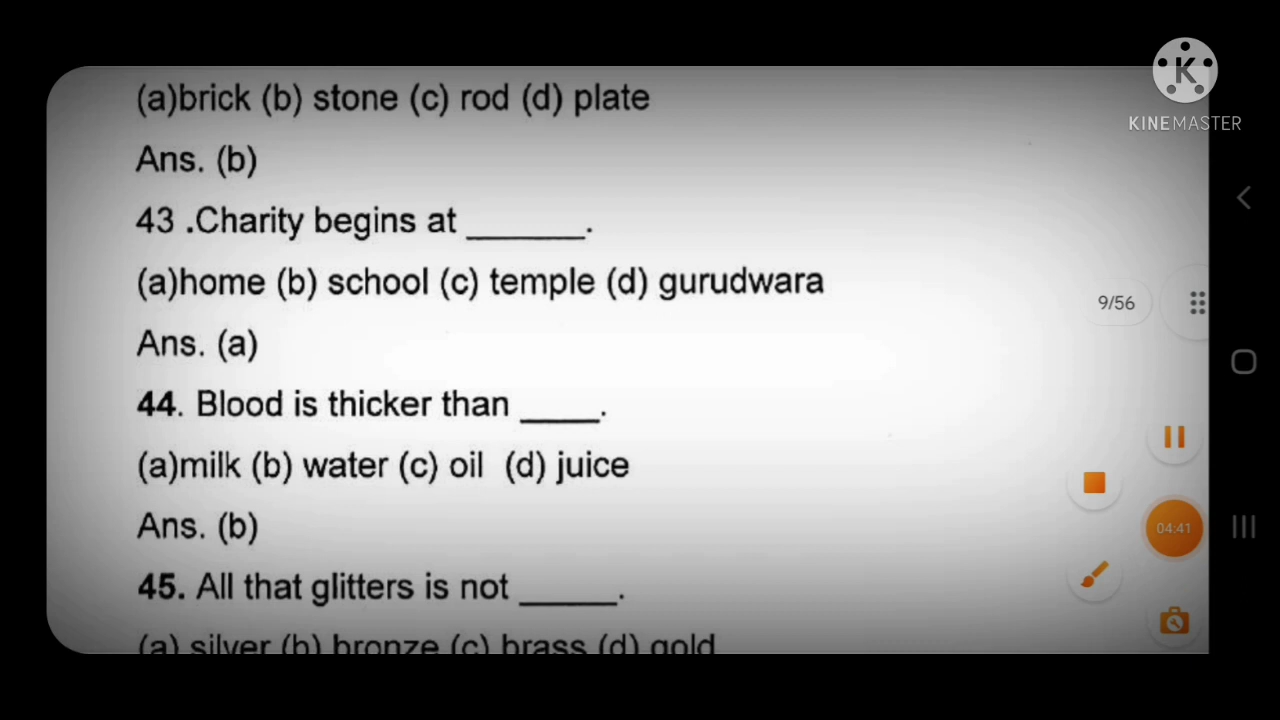 (a)brick (b) stone (c) rod (d) plate
Ans. (b)
43 .Charity begins at _______.
(a)home (b) school (c) temple (d) gurudwara
Ans. (a)
44. Blood is thicker than ____.
(a)milk (b) water (c) oil (d) juice
Ans. (b)
45. All that glitters is not _____.
(a) silver (b) bronze (c) brass (d) gold
K
KINEMASTER
9/56
04:41